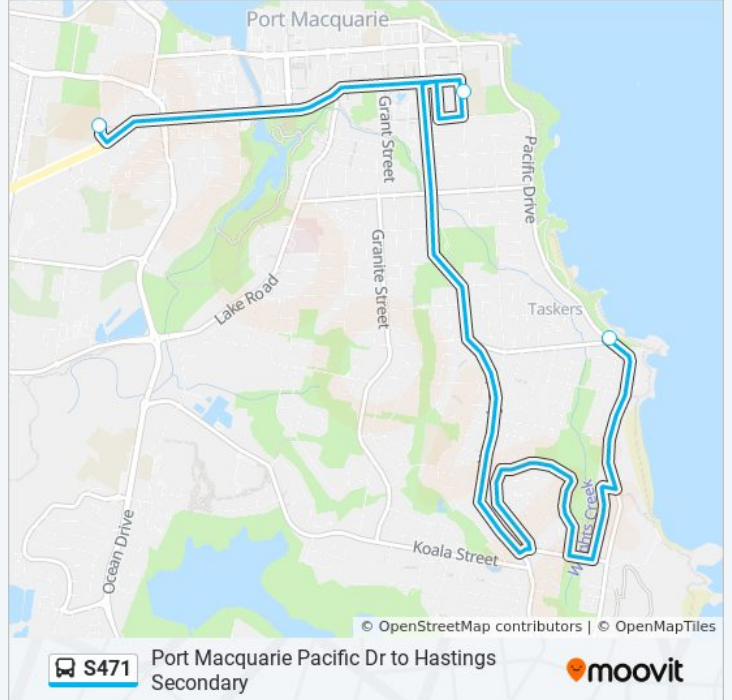 Port Macquarie
Grant Street
Pacific Drive
Granite Street
Lake Road
Taskers
Creek
Ocean Drive
Koala Street
© OpenStreetMap contributors | © OpenMapTiles
S471
Port Macquarie Pacific Dr to Hastings
Secondary
moovit